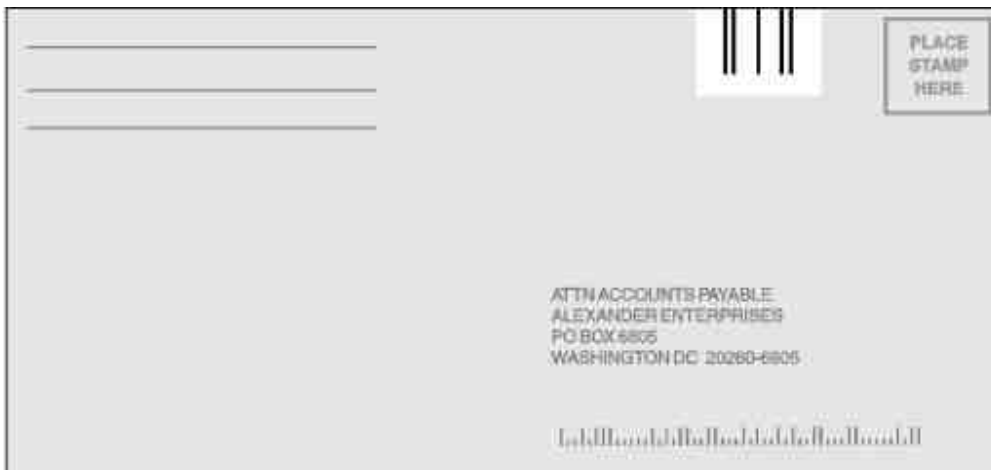 PLACE
STAMP
HERE
ATTN ACCOUNTS PAYABLE
ALEXANDER ENTERPRISES
PO BOX 6805
WASHINGTON DC 20260-6805